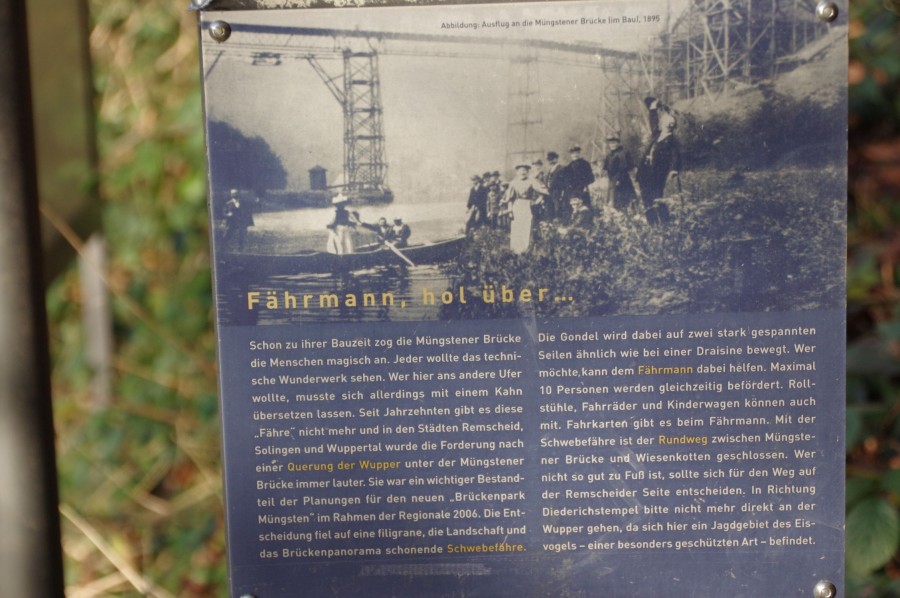 Abbildung: Ausflug an die Müngstener Brücke (im Bau), 1895
Fährmann, hol über...
Schon zu ihrer Bauzeit zog die Müngstener Brücke
die Menschen magisch an. Jeder wollte das techni-
sche Wunderwerk sehen. Wer hier ans andere Ufer
wollte, musste sich allerdings mit einem Kahn
übersetzen lassen. Seit Jahrzehnten gibt es diese
„Fähre" nicht mehr und in den Städten Remscheid,
Solingen und Wuppertal wurde die Forderung nach
einer Querung der Wupper unter der Müngstener
Brücke immer lauter. Sie war ein wichtiger Bestand-
teil der Planungen für den neuen „Brückenpark
Müngsten" im Rahmen der Regionale 2006. Die Ent-
scheidung fiel auf eine filigrane, die Landschaft und
das Brückenpanorama schonende Schwebefähre.
Die Gondel wird dabei auf zwei stark gespannten
Seilen ähnlich wie bei einer Draisine bewegt. Wer
möchte, kann dem Fährmann dabei helfen. Maximal
10 Personen werden gleichzeitig befördert. Roll-
stühle, Fahrräder und Kinderwagen können auch
mit. Fahrkarten gibt es beim Fährmann. Mit der
Schwebefähre ist der Rundweg zwischen Müngste-
ner Brücke und Wiesenkotten geschlossen. Wer
nicht so gut zu Fuß ist, sollte sich für den Weg auf
der Remscheider Seite entscheiden. In Richtung
Diederichstempel bitte nicht mehr direkt an der
Wupper gehen, da sich hier ein Jagdgebiet des Eis-
vogels – einer besonders geschützten Art – befindet.